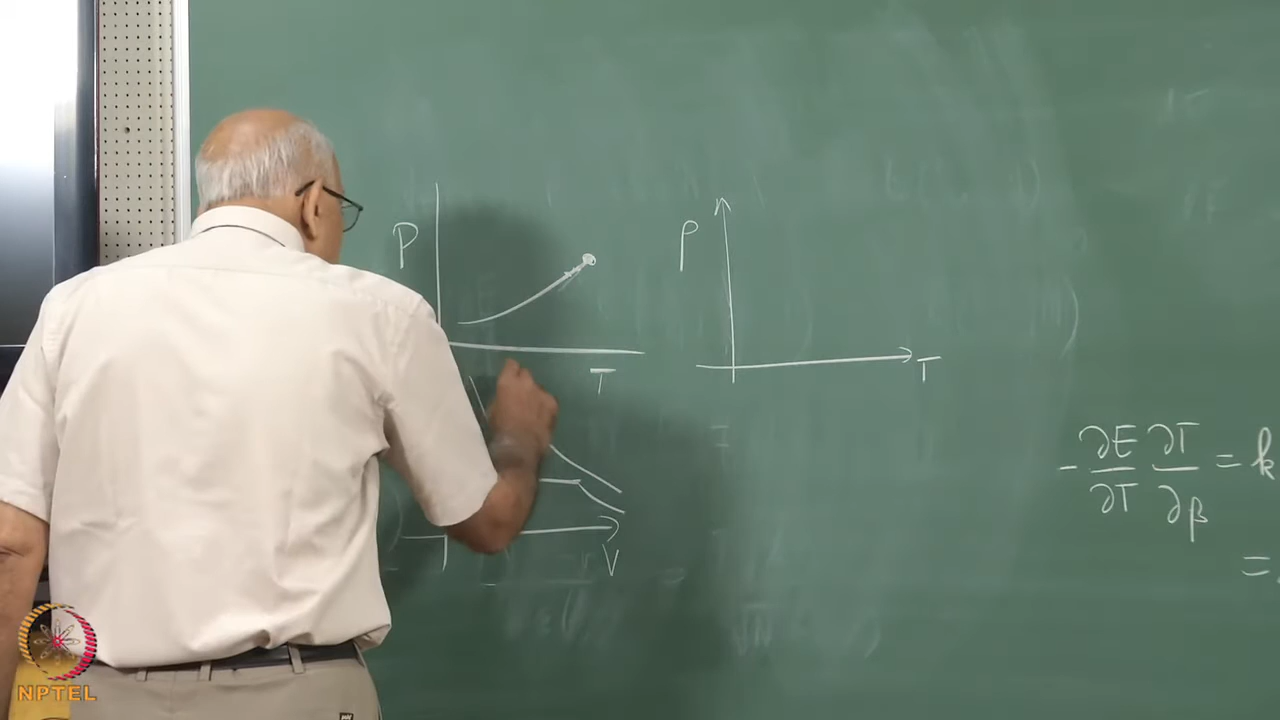 P
T
V
P
T
- ∂E/∂T ∂T/∂β = k
=
NPTEL